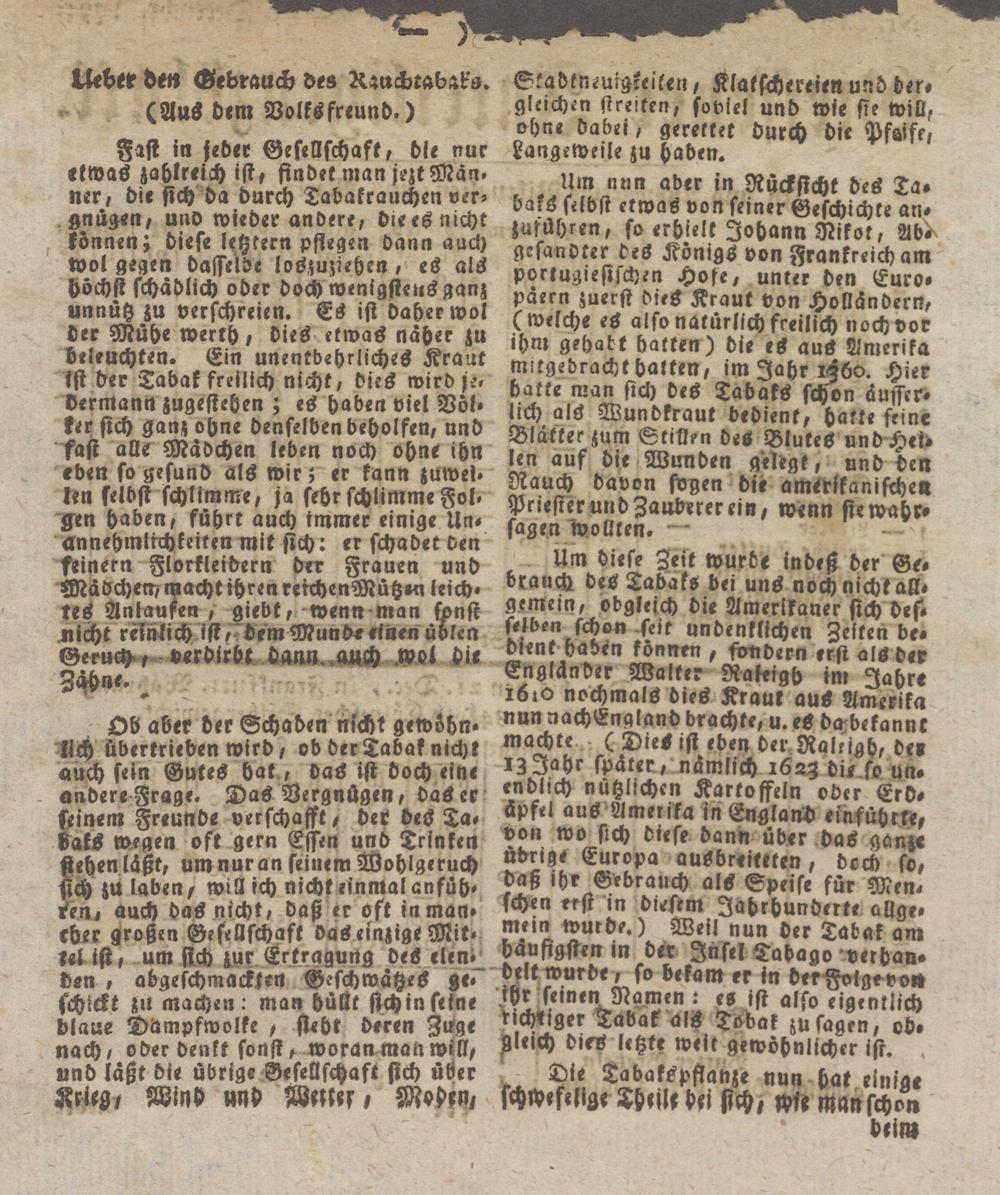 Ueber den Gebrauch des Rauchtabaks.
(Aus dem Volksfreund.)
Fast in jeder Gesellschaft, die nur
etwas zahlreich ist, findet man jezt Män-
ner, die sich da durch Tabakrauchen ver-
gnügen, und wieder andere, die es nicht
können; diese letztern pflegen dann auch
wol gegen dasselbe loszuziehen, es als
höchst schädlich oder doch wenigstens ganz
unnütz zu verschreien. Es ist daher wol
der Mühe werth, dies etwas näher zu
beleuchten. Ein unentbehrliches Kraut
ist der Tabak freilich nicht, dies wird je-
dermann zugestehen; es haben viel Völ-
ker sich ganz ohne denselben beholfen, und
fast alle Mädchen leben noch ohne ihn
eben so gesund als wir; er kann zuwei-
len selbst schlimme, ja sehr schlimme Fol-
gen haben, führt auch immer einige Un-
annehmlichkeiten mit sich: er schadet den
feinern Florkleidern der Frauen und
Mädchen, macht ihren reichen Mützen leich-
tes Anlaufen, giebt, wenn man sonst
nicht reinlich ist, dem Munde einen üblen
Geruch, verdirbt dann auch wol die
Zähne.
Ob aber der Schaden nicht gewöhn-
lich übertrieben wird, ob der Tabak nicht
auch sein Gutes hat, das ist doch eine
andere Frage. Das Vergnügen, das er
seinem Freunde verschafft, der des Ta-
baks wegen oft gern Essen und Trinken
stehen läßt, um nur an seinem Wohlgeruch
sich zu laben, will ich nicht einmal anfüh-
ren, auch das nicht, daß er oft in man-
cher großen Gesellschaft das einzige Mit-
tel ist, um sich zur Ertragung des elen-
den, abgeschmackten Geschwätzes ge-
schickt zu machen: man hüllt sich in seine
blaue Dampfwolke, sieht deren Zuge
nach, oder denkt sonst, woran man will,
und läßt die übrige Gesellschaft sich über
Krieg, Wind und Wetter, Moden,
Stadtneuigkeiten, Klatschereien und der-
gleichen streiten, soviel und wie sie will,
ohne dabei, gerettet durch die Pfeife,
Langeweile zu haben.
Um nun aber in Rücksicht des Ta-
baks selbst etwas von seiner Geschichte an-
zuführen, so erhielt Johann Nikot, Ab-
gesandter des Königs von Frankreich am
portugiesischen Hofe, unter den Euro-
päern zuerst dies Kraut von Holländern,
(welche es also natürlich freilich noch vor
ihm gehabt hatten) die es aus Amerika
mitgebracht hatten, im Jahr 1560. Hier
hatte man sich des Tabaks schon äusser-
lich als Wundkraut bedient, hatte seine
Blätter zum Stillen des Blutes und Hei-
len auf die Wunden gelegt, und den
Rauch davon sogen die amerikanischen
Priester und Zauberer ein, wenn sie wahr-
sagen wollten. —
Um diese Zeit wurde indeß der Ge-
brauch des Tabaks bei uns noch nicht all-
gemein, obgleich die Amerikaner sich des-
selben schon seit undenklichen Zeiten be-
dient haben können, sondern erst als der
Engländer Walter Raleigh im Jahre
1610 nochmals dies Kraut aus Amerika
nun nach England brachte, u. es da bekannt
machte (Dies ist eben der Raleigh, der
13 Jahr später, nämlich 1623 die so un-
endlich nützlichen Kartoffeln oder Erd-
äpfel aus Amerika in England einführte,
von wo sich diese dann über das ganze
übrige Europa ausbreiteten, doch so,
daß ihr Gebrauch als Speise für Men-
schen erst in diesem Jahrhunderte allge-
mein wurde.) Weil nun der Tabak am
häufigsten in der Insel Tabago verhan-
delt wurde, so bekam er in der Folge von
ihr seinen Namen: es ist also eigentlich
richtiger Tabak als Tobak zu sagen, ob-
gleich dies letzte weit gewöhnlicher ist.
Die Tabakspflanze nun hat einige
schwefelige Theile bei sich, wie man schon
beim